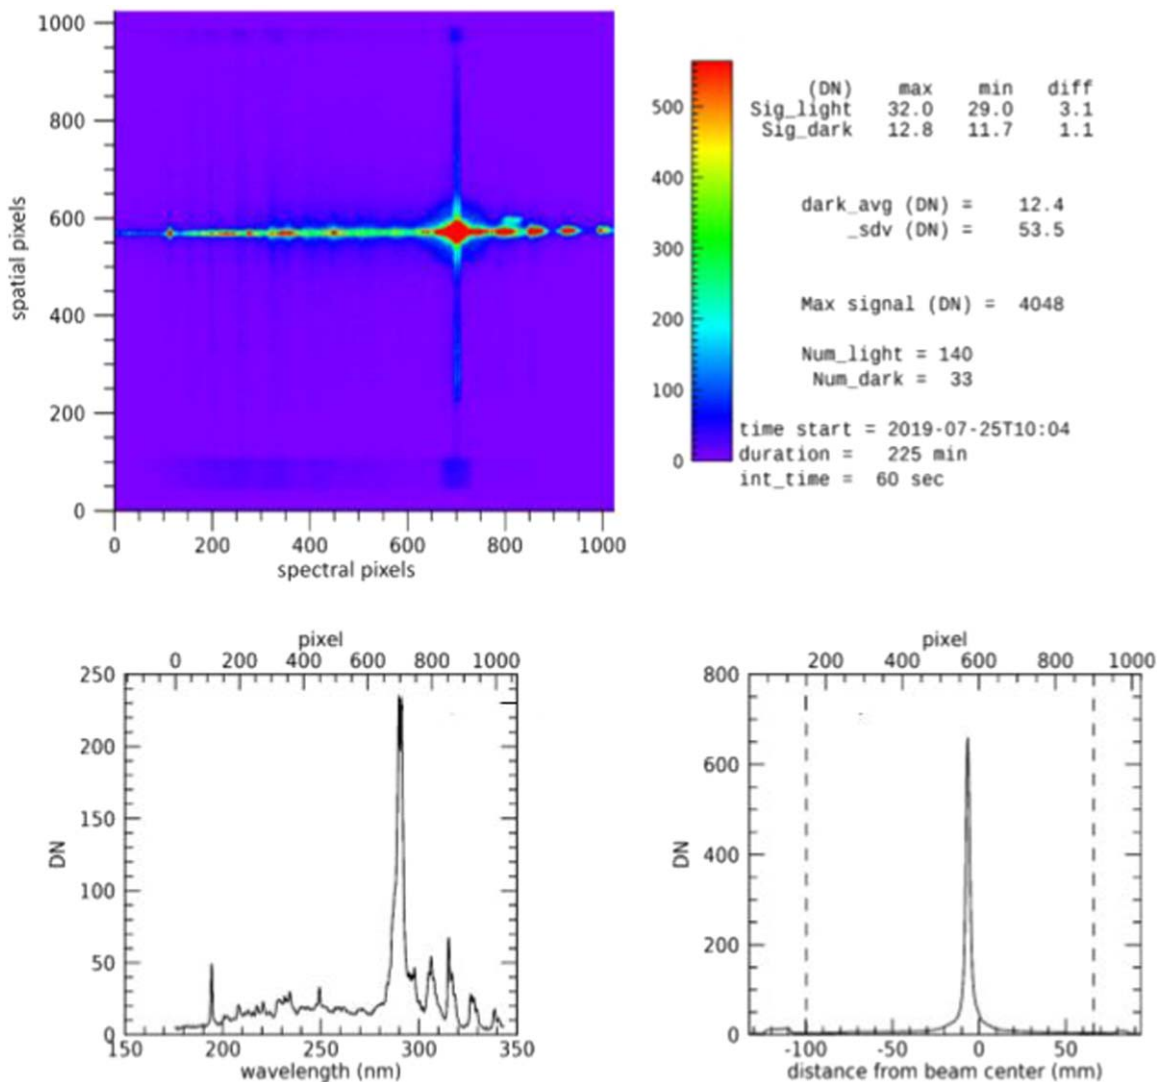 1000
800
600
400
200
0
spatial pixels
0 200 400 600 800 1000
spectral pixels
500
400
300
200
100
0
(DN) max min diff
Sig_light 32.0 29.0 3.1
Sig_dark 12.8 11.7 1.1
dark_avg (DN) = 12.4
_sdv (DN) = 53.5
Max signal (DN) = 4048
Num_light = 140
Num_dark = 33
time start = 2019-07-25T10:04
duration = 225 min
int_time = 60 sec
pixel
0 200 400 600 800 1000
250
200
150
100
50
0
DN
150 200 250 300 350
wavelength (nm)
pixel
200 400 600 800 1000
800
600
400
200
0
DN
-100 -50 0 50
distance from beam center (mm)